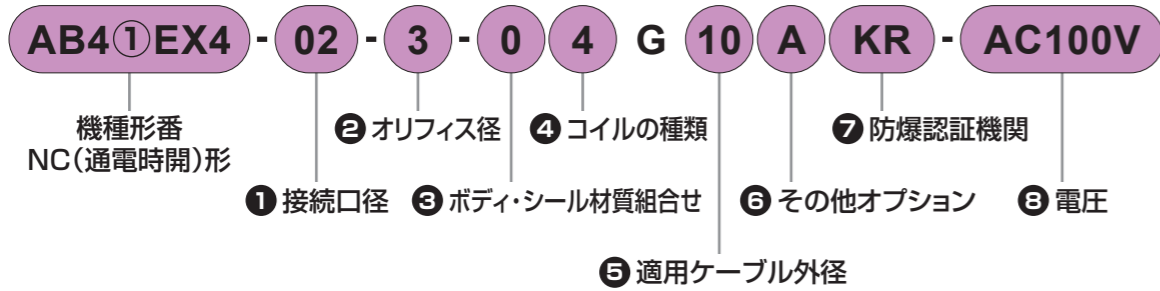 AB4①EX4 - 02 - 3 - 0 4 G 10 A KR - AC100V
機種形番
NC(通電時開)形
❷ オリフィス径
❹ コイルの種類
❼ 防爆認証機関
❶ 接続口径
❸ ボディ・シール材質組合せ
❻ その他オプション
❽ 電圧
❺ 適用ケーブル外径